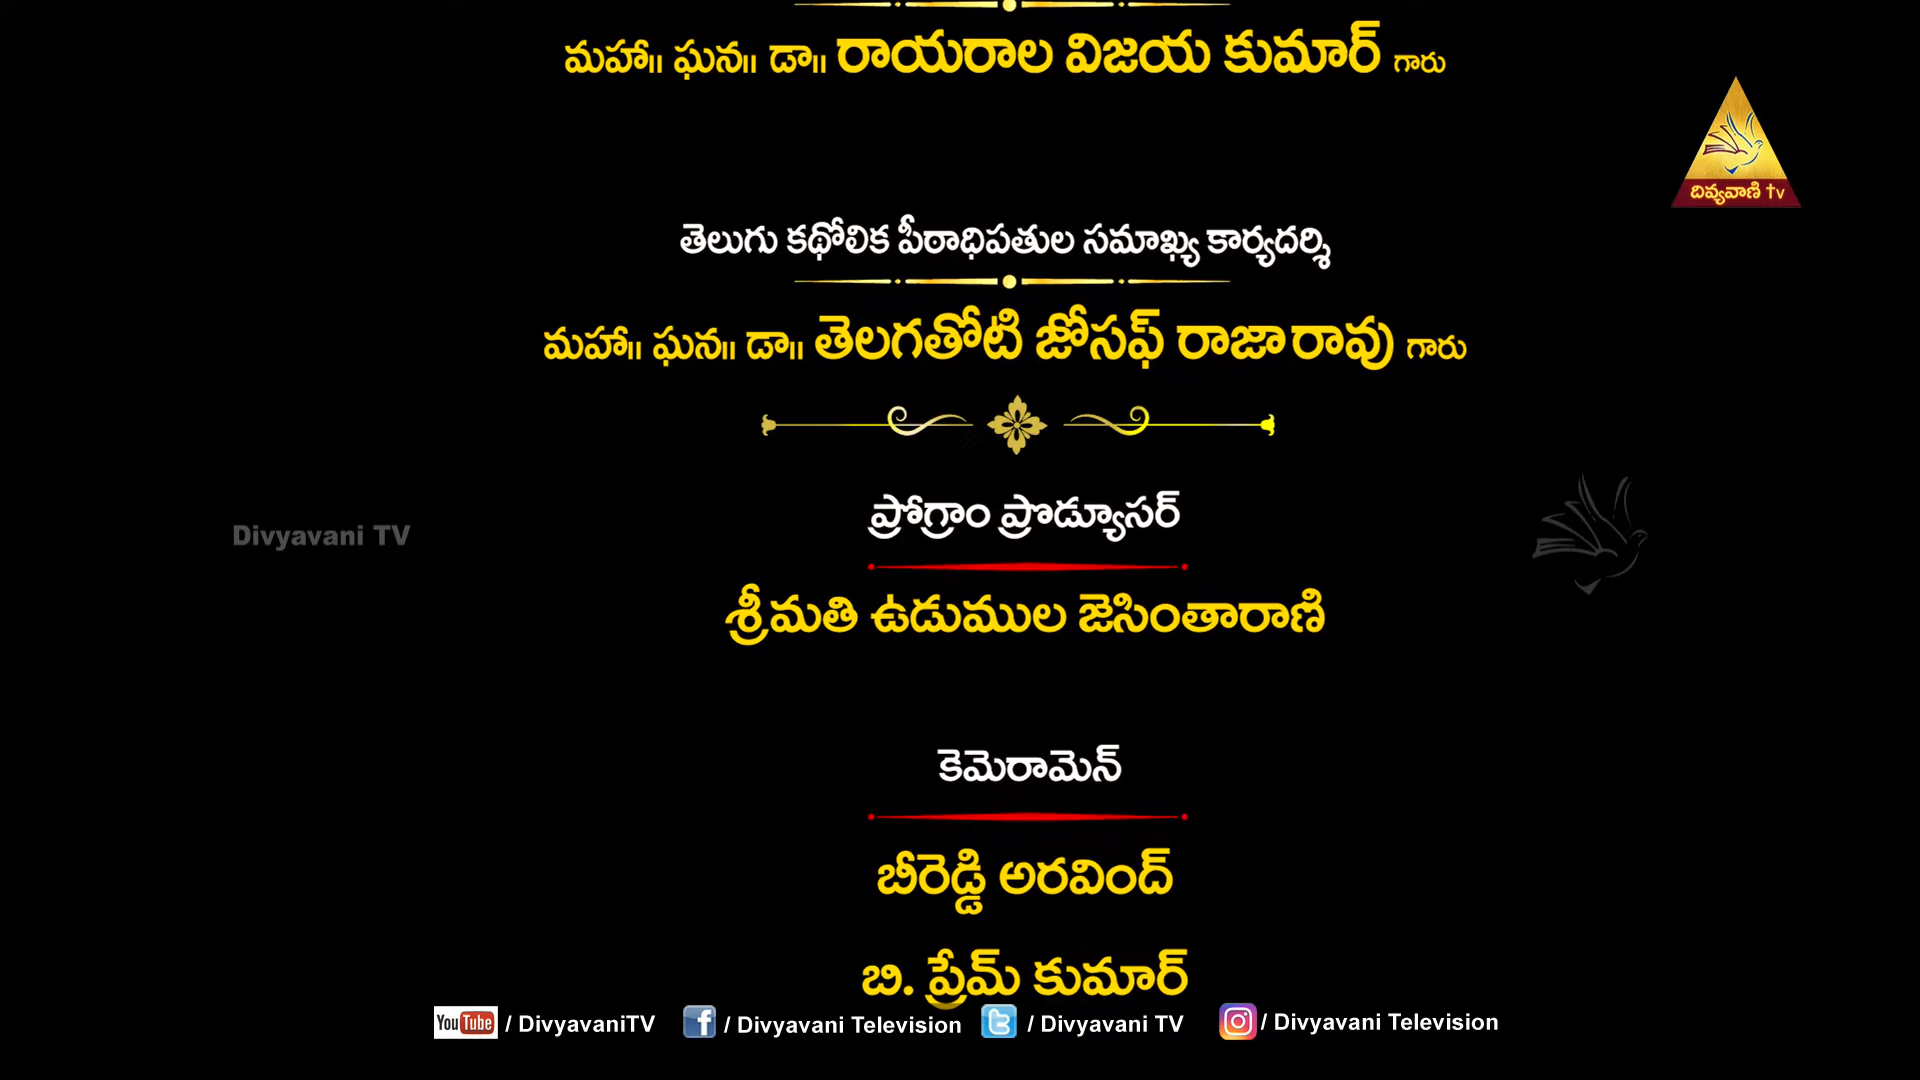 మహా॥ ఘన॥ డా॥ రాయరాల విజయ కుమార్ గారు
దివ్యవాణి tv
తెలుగు కథోలిక పీఠాధిపతుల సమాఖ్య కార్యదర్శి
మహా॥ ఘన॥ డా॥ తెలగతోటి జోసఫ్ రాజారావు గారు
ప్రోగ్రాం ప్రొడ్యూసర్
Divyavani TV
శ్రీమతి ఉడుముల జెసింతారాణి
కెమెరామెన్
బీరెడ్డి అరవింద్
బి. ప్రేమ్ కుమార్
YouTube / DivyavaniTV f / Divyavani Television / Divyavani TV / Divyavani Television